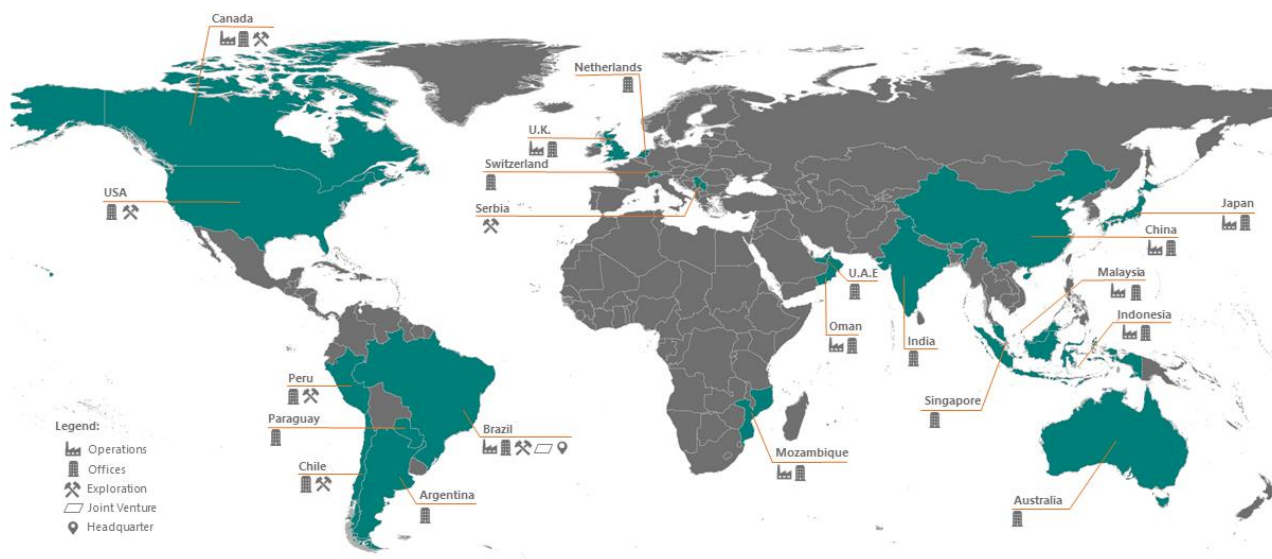 Canada
Netherlands
U.K.
Switzerland
USA
Serbia
Japan
China
U.A.E
Malaysia
Oman
India
Indonesia
Peru
Singapore
Paraguay
Brazil
Legend:
Operations
Offices
Chile
Mozambique
Exploration
Argentina
Australia
Joint Venture
Headquarter